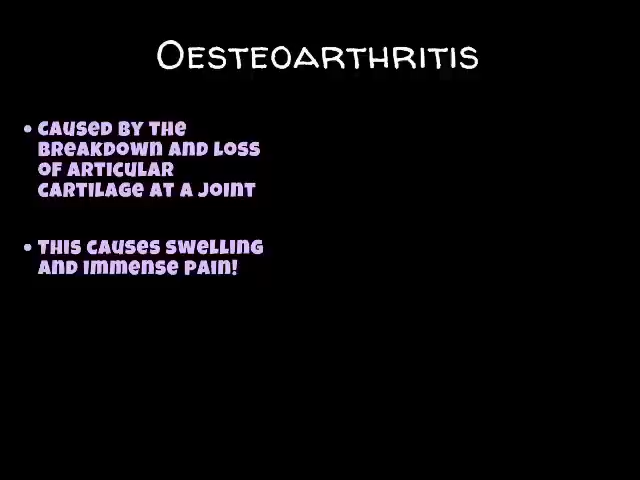 Oesteoarthritis
• Caused by the
breakdown and loss
of articular
cartilage at a joint
• This causes swelling
and immense pain!